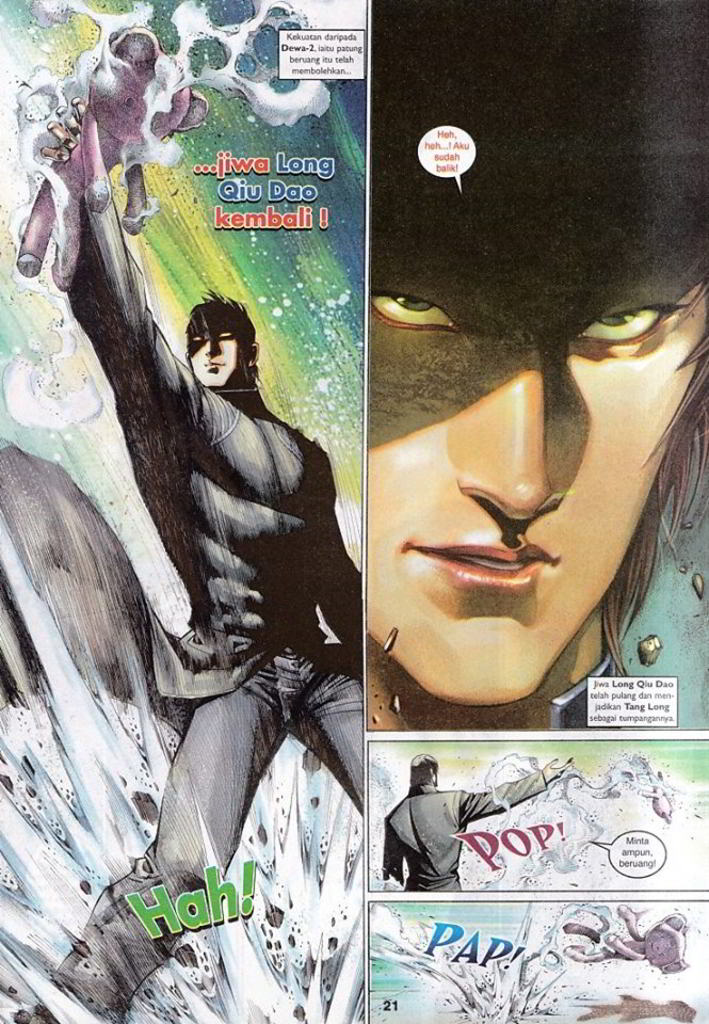 Kekuatan daripada
Dewa-2, iaitu patung
beruang itu telah
membolehkan...
...jiwa Long
Qiu Dao
kembali !
Hah!
Heh,
heh...! Aku
sudah
balik!
Jiwa Long Qiu Dao
telah pulang dan men-
jadikan Tang Long
sebagai tumpangannya.
POP!
Minta
ampun,
beruang!
PAP!
21